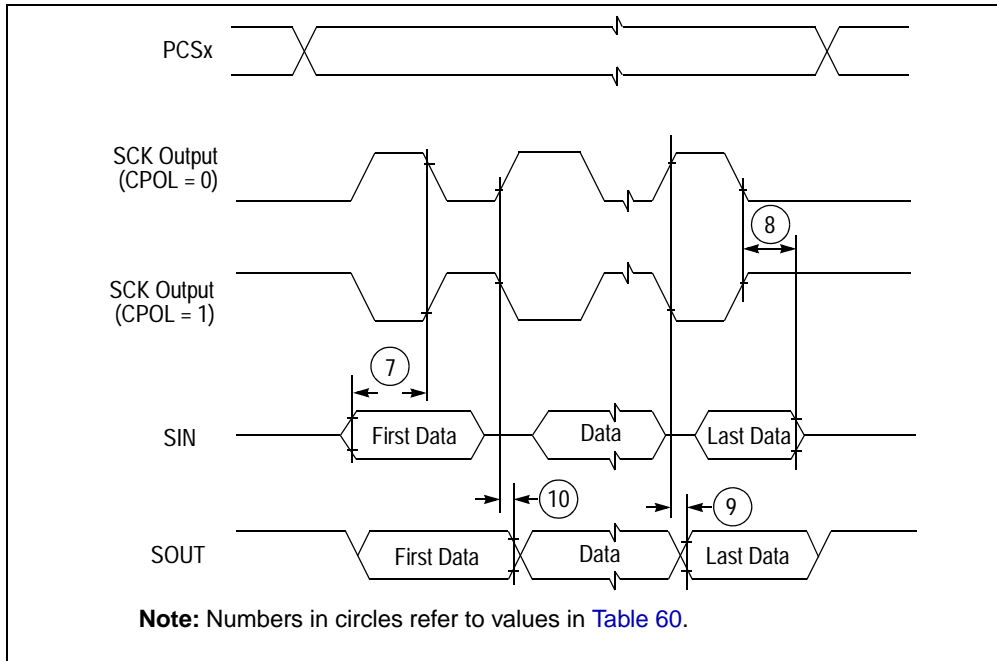 PCSx
SCK Output
(CPOL = 0)
8
SCK Output
(CPOL = 1)
7
SIN
First Data
Data
Last Data
10
9
SOUT
First Data
Data
Last Data
Note: Numbers in circles refer to values in Table 60.